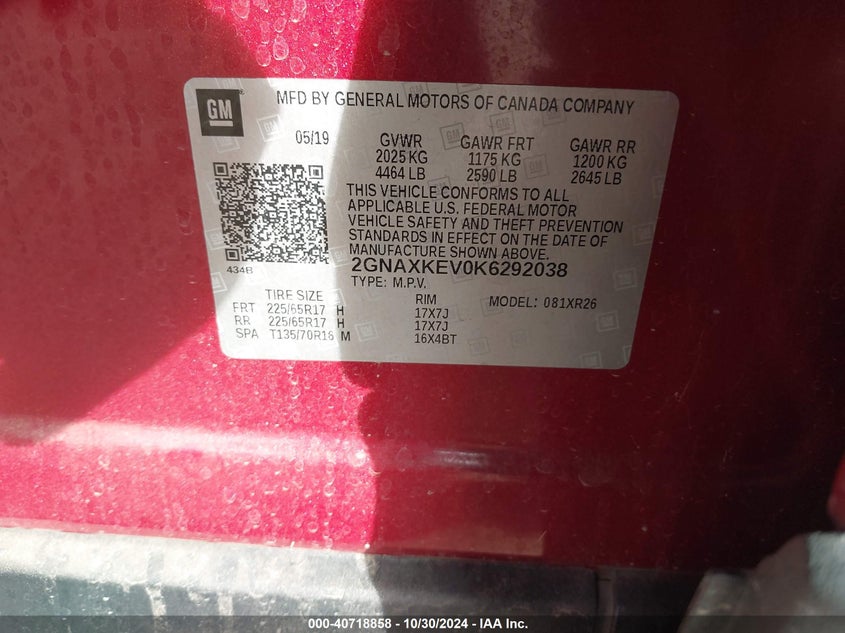 GM
MFD BY GENERAL MOTORS OF CANADA COMPANY
05/19 GVWR GAWR FRT GAWR RR
2025 KG 1175 KG 1200 KG
4464 LB 2590 LB 2645 LB
THIS VEHICLE CONFORMS TO ALL
APPLICABLE U.S. FEDERAL MOTOR
VEHICLE SAFETY AND THEFT PREVENTION
STANDARDS IN EFFECT ON THE DATE OF
MANUFACTURE SHOWN ABOVE.
434B 2GNAXKEV0K6292038
TYPE: M.P.V.
TIRE SIZE RIM MODEL: 081XR26
FRT 225/65R17 H 17X7J
RR 225/65R17 H 17X7J
SPA T135/70R16 M 16X4BT
000-40718858 - 10/30/2024 - IAA Inc.